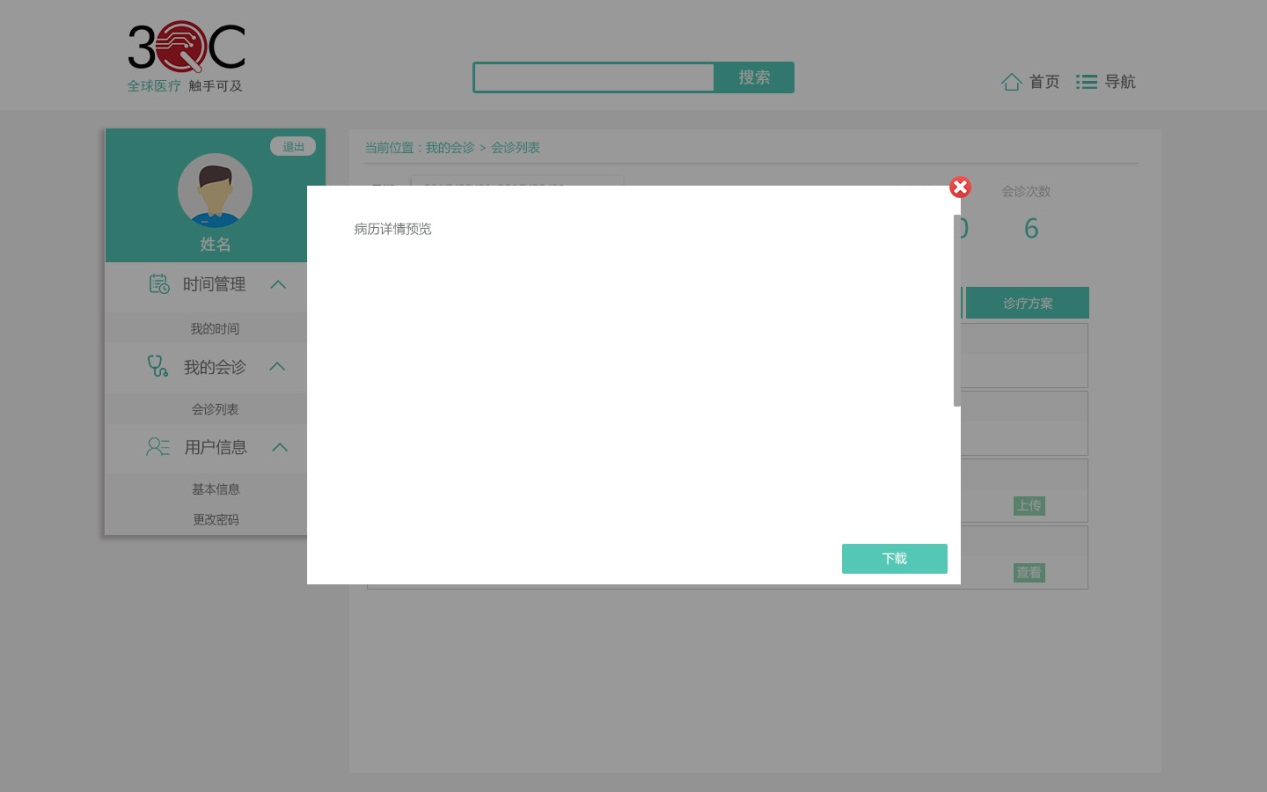 3QC
全球医疗 触手可及
搜索
首页
导航
退出
姓名
时间管理
我的时间
我的会诊
会诊列表
用户信息
基本信息
更改密码
当前位置：我的会诊 > 会诊列表
会诊次数
6
诊疗方案
上传
查看
病历详情预览
下载